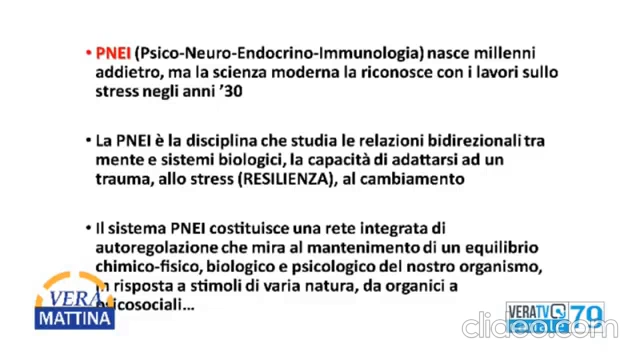 • PNEI (Psico-Neuro-Endocrino-Immunologia) nasce millenni
addietro, ma la scienza moderna la riconosce con i lavori sullo
stress negli anni ’30
• La PNEI è la disciplina che studia le relazioni bidirezionali tra
mente e sistemi biologici, la capacità di adattarsi ad un
trauma, allo stress (RESILIENZA), al cambiamento
• Il sistema PNEI costituisce una rete integrata di
autoregolazione che mira al mantenimento di un equilibrio
chimico-fisico, biologico e psicologico del nostro organismo,
in risposta a stimoli di varia natura, da organici a
psicosociali...
VERA
MATTINA
VERATV
canale 79
clideo.com